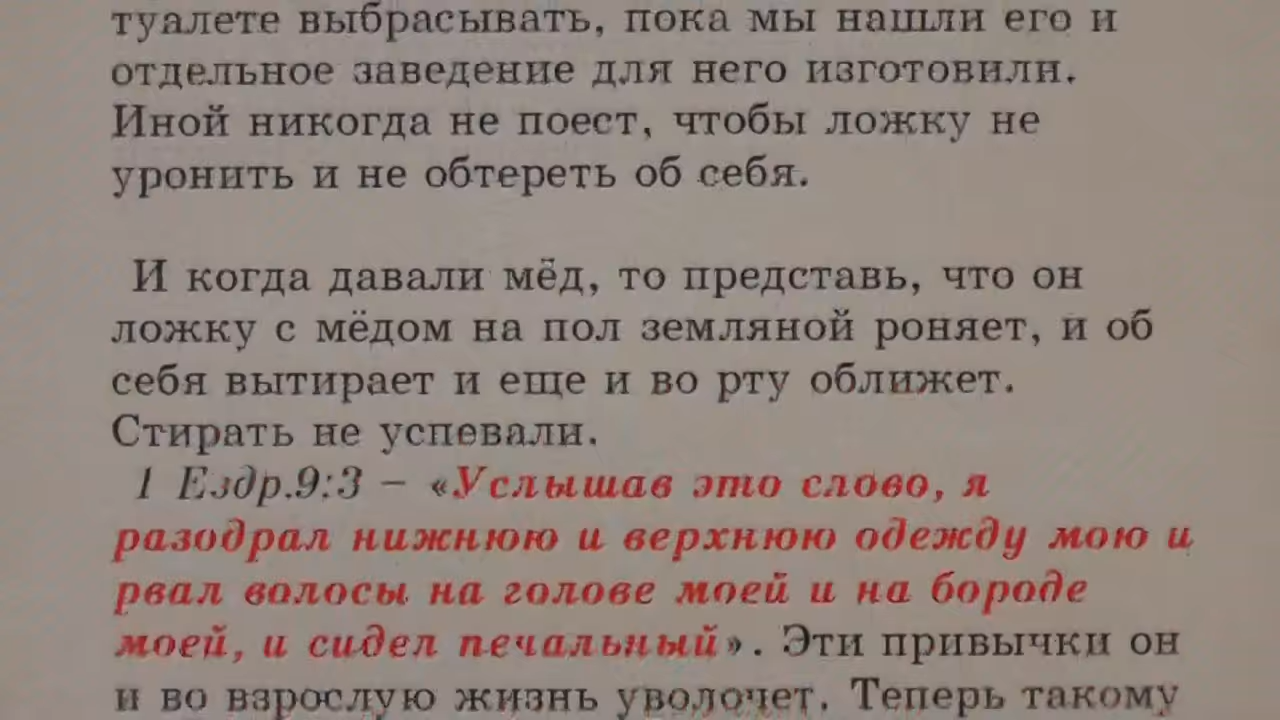 туалете выбрасывать, пока мы нашли его и
отдельное заведение для него изготовили.
Иной никогда не поест, чтобы ложку не
уронить и не обтереть об себя.
И когда давали мёд, то представь, что он
ложку с мёдом на пол земляной роняет, и об
себя вытирает и еще и во рту оближет.
Стирать не успевали.
1 Ездр.9:3 – «Услышав это слово, я
разодрал нижнюю и верхнюю одежду мою и
рвал волосы на голове моей и на бороде
моей, и сидел печальный». Эти привычки он
и во взрослую жизнь уволочет. Теперь такому